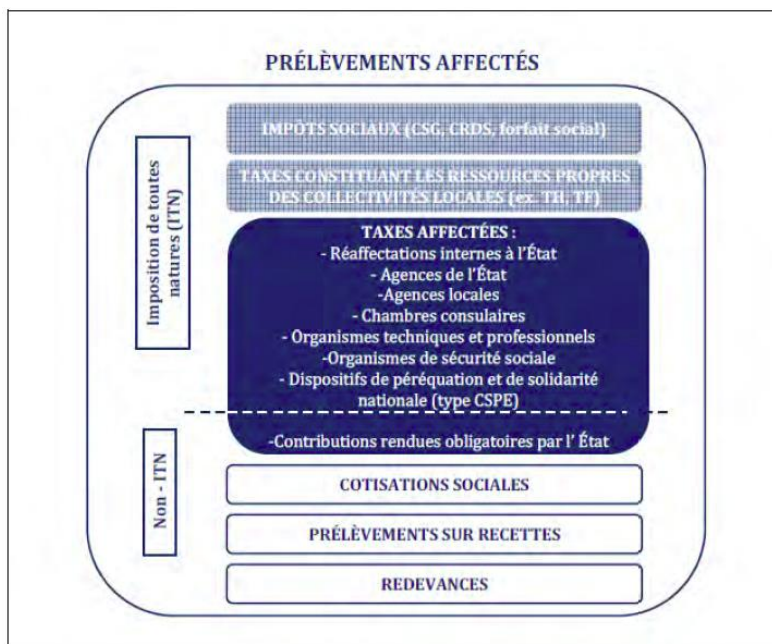 PRÉLÈVEMENTS AFFECTÉS
Imposition de toutes
natures (ITN)
IMPÔTS SOCIAUX (CSG, CRDS, forfait social)
TAXES CONSTITUANT LES RESSOURCES PROPRES
DES COLLECTIVITÉS LOCALES (ex. TH, TF)
TAXES AFFECTÉES :
- Réaffectations internes à l'État
- Agences de l'État
-Agences locales
- Chambres consulaires
- Organismes techniques et professionnels
-Organismes de sécurité sociale
- Dispositifs de péréquation et de solidarité
nationale (type CSPE)
-Contributions rendues obligatoires par l' État
Non - ITN
COTISATIONS SOCIALES
PRÉLÈVEMENTS SUR RECETTES
REDEVANCES